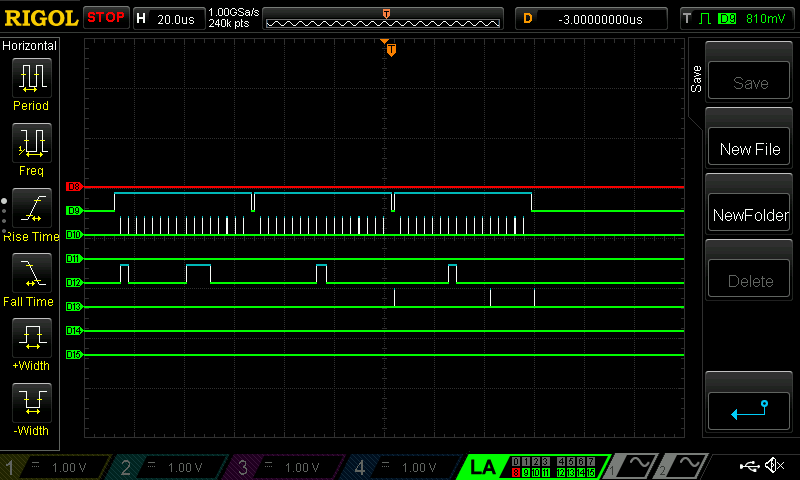 RIGOL STOP H 20.0us 1.00GSa/s 240k pts T D -3.00000000us T D9 810mV
Horizontal
Period
Freq
Rise Time
Fall Time
+Width
-Width
T
D8
D9
D10
D11
D12
D13
D14
D15
Save
Save
New File
NewFolder
Delete
1 1.00 V 2 1.00 V 3 1.00 V 4 1.00 V LA 0 1 2 3 4 5 6 7 1 2
8 9 10 11 12 13 14 15